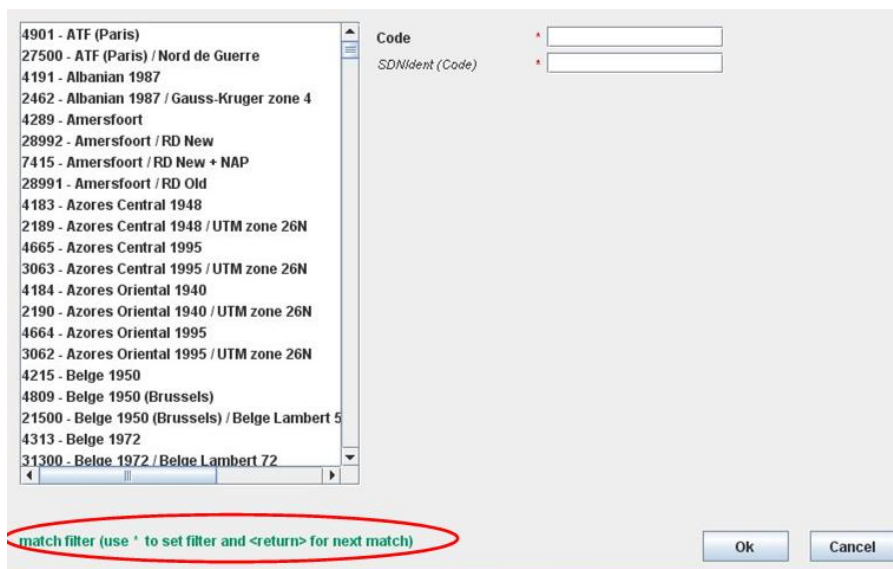 4901 - ATF (Paris)
27500 - ATF (Paris) / Nord de Guerre
4191 - Albanian 1987
2462 - Albanian 1987 / Gauss-Kruger zone 4
4289 - Amersfoort
28992 - Amersfoort / RD New
7415 - Amersfoort / RD New + NAP
28991 - Amersfoort / RD Old
4183 - Azores Central 1948
2189 - Azores Central 1948 / UTM zone 26N
4665 - Azores Central 1995
3063 - Azores Central 1995 / UTM zone 26N
4184 - Azores Oriental 1940
2190 - Azores Oriental 1940 / UTM zone 26N
4664 - Azores Oriental 1995
3062 - Azores Oriental 1995 / UTM zone 26N
4215 - Belge 1950
4809 - Belge 1950 (Brussels)
21500 - Belge 1950 (Brussels) / Belge Lambert 5
4313 - Belge 1972
31300 - Belge 1972 / Belge Lambert 72
Code *
SDNIdent (Code) *
match filter (use * to set filter and <return> for next match)
Ok
Cancel